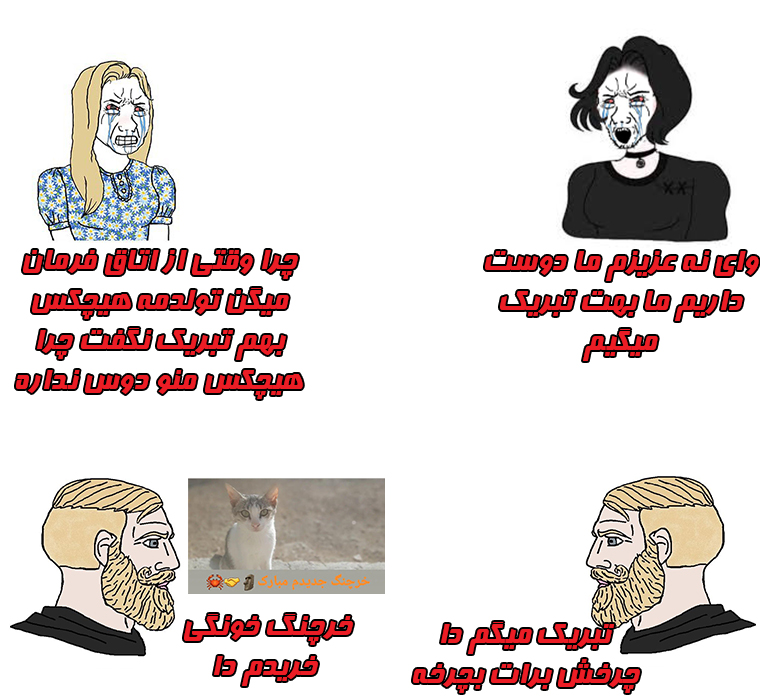 چرا وقتی از اتاق فرمان
میگن تولدمه هیچکس
بهم تبریک نگفت چرا
هیچکس منو دوس نداره
وای نه عزیزم ما دوست
داریم ما بهت تبریک
میگیم
خرچنگ جدیدم مبارک 🗿🤝🦀
خرچنگ خونگی
خریدم دا
تبریک میگم دا
چرخش برات بچرخه